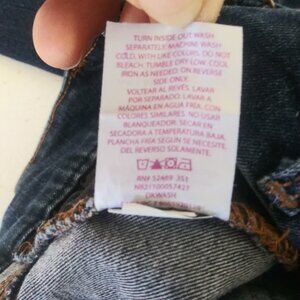 TURN INSIDE OUT WASH
SEPARATELY. MACHINE WASH
COLD, WITH LIKE COLORS. DO NOT
BLEACH. TUMBLE DRY LOW. COOL
IRON AS NEEDED, ON REVERSE
SIDE ONLY.
VOLTEAR AL REVÉS. LAVAR
POR SEPARADO. LAVAR A
MÁQUINA EN AGUA FRÍA, CON
COLORES SIMILARES. NO USAR
BLANQUEADOR. SECAR EN
SECADORA A TEMPERATURA BAJA.
PLANCHA FRÍA SEGÚN SE NECESITE,
DEL REVERSO SOLAMENTE.
RN# 52469 351
NB21100057427
DKWASH